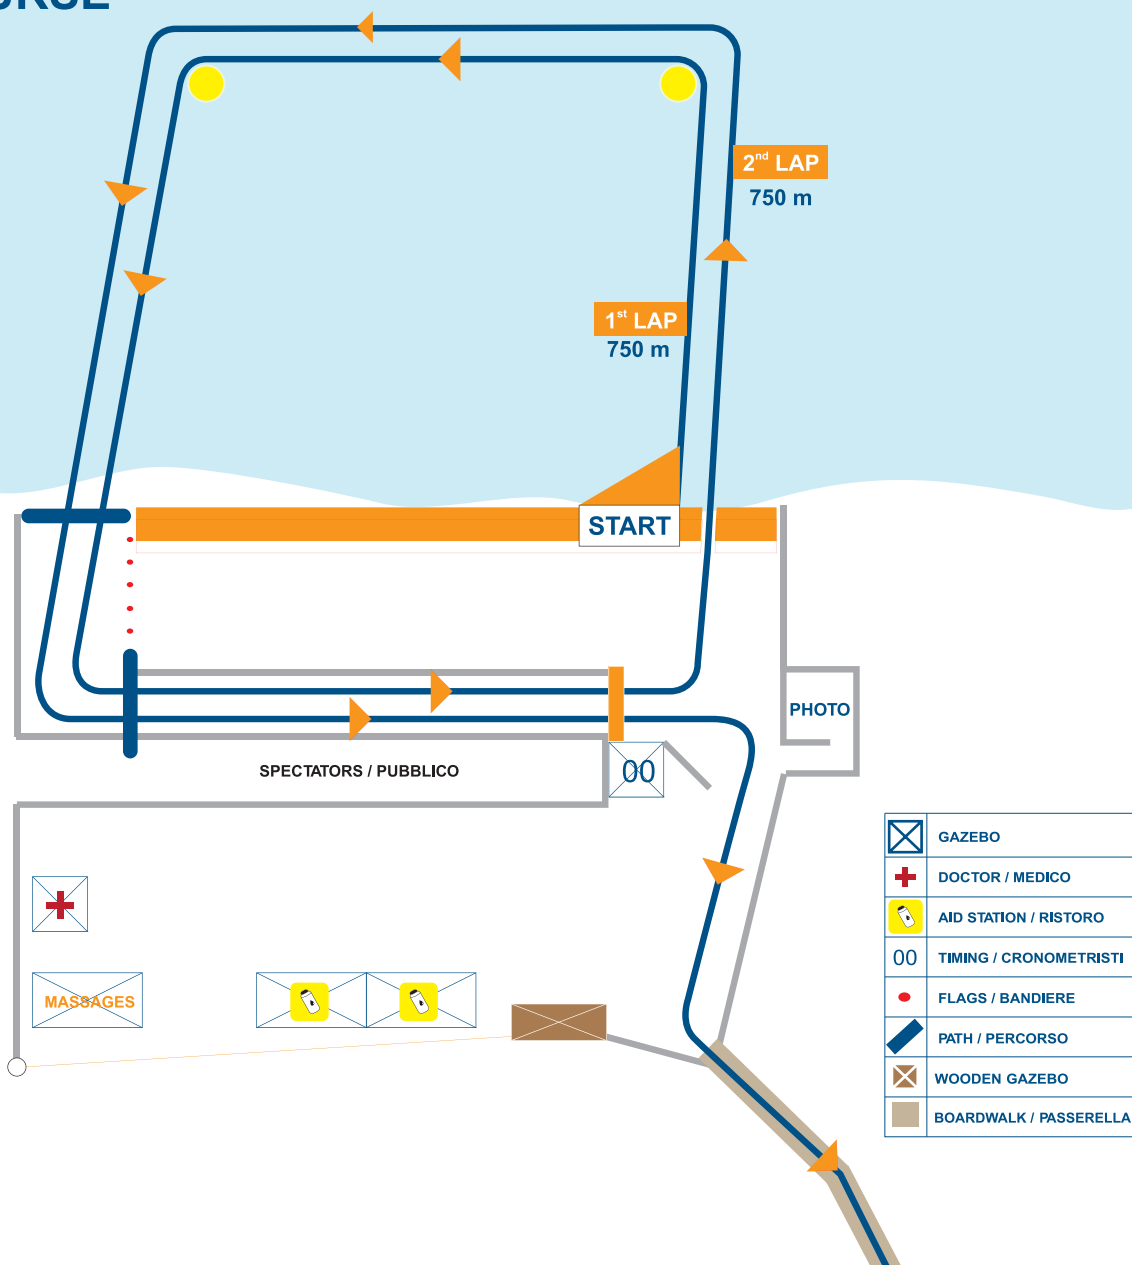 2nd LAP
750 m
1st LAP
750 m
START
PHOTO
SPECTATORS / PUBBLICO
00
MASSAGES
GAZEBO
DOCTOR / MEDICO
AID STATION / RISTORO
00 TIMING / CRONOMETRISTI
FLAGS / BANDIERE
PATH / PERCORSO
WOODEN GAZEBO
BOARDWALK / PASSERELLA